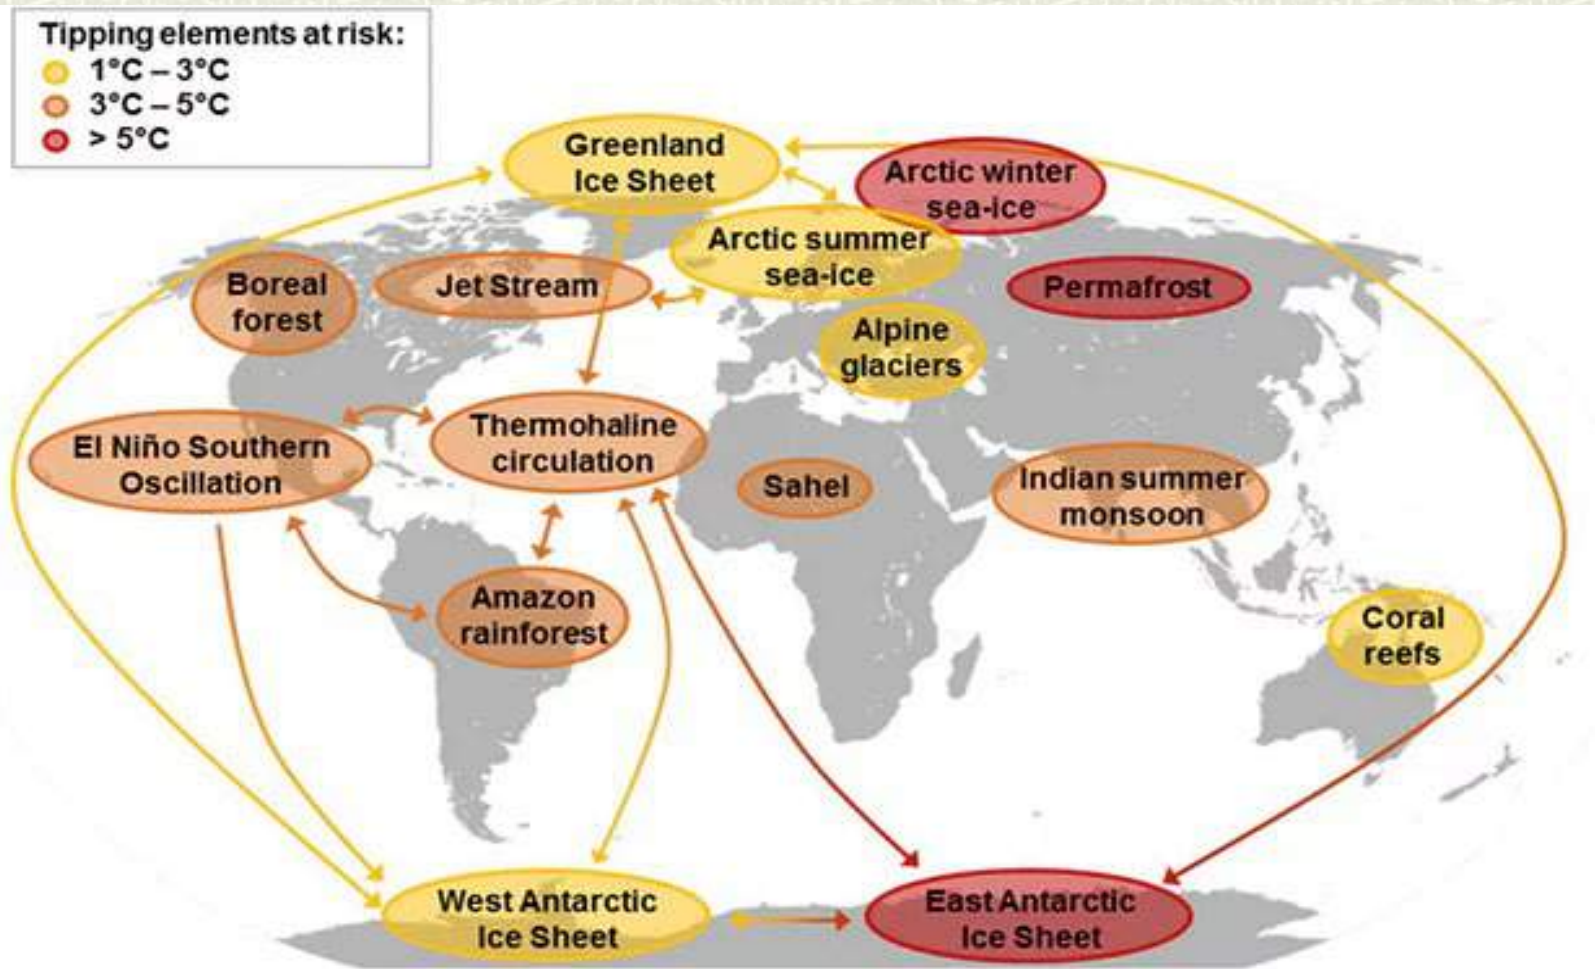 Tipping elements at risk:
1°C – 3°C
3°C – 5°C
> 5°C
Greenland
Ice Sheet
Arctic winter
sea-ice
Arctic summer
sea-ice
Boreal
forest
Jet Stream
Permafrost
Alpine
glaciers
El Niño Southern
Oscillation
Thermohaline
circulation
Sahel
Indian summer
monsoon
Amazon
rainforest
Coral
reefs
West Antarctic
Ice Sheet
East Antarctic
Ice Sheet